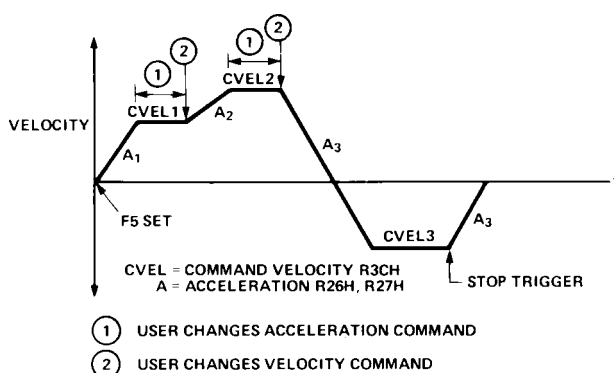 ②
①
②
①
CVEL2
CVEL1
VELOCITY
A₂
A₁
A₃
F5 SET
CVEL3
A₃
CVEL = COMMAND VELOCITY R3CH
A = ACCELERATION R26H, R27H
STOP TRIGGER
① USER CHANGES ACCELERATION COMMAND
② USER CHANGES VELOCITY COMMAND